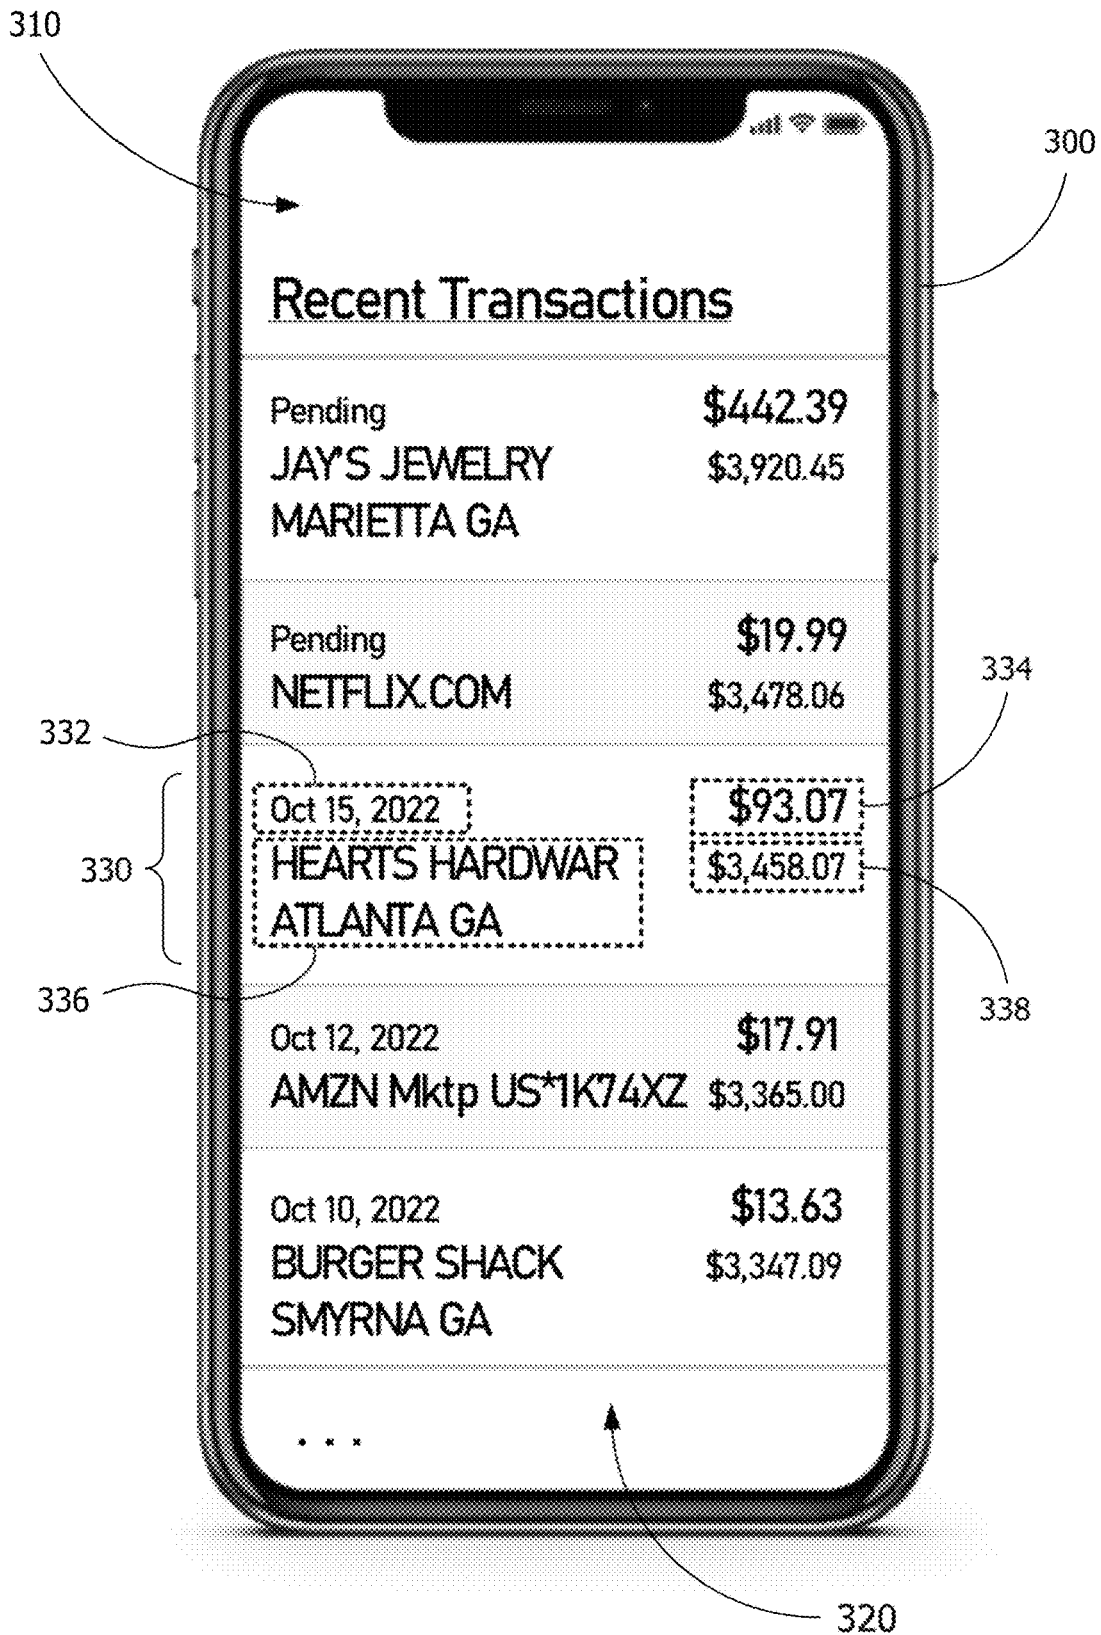 310
300
Recent Transactions
Pending $442.39
JAY'S JEWELRY $3,920.45
MARIETTA GA
Pending $19.99
NETFLIX.COM $3,478.06
334
332
Oct 15, 2022 $93.07
330
HEARTS HARDWAR $3,458.07
ATLANTA GA
336
338
Oct 12, 2022 $17.91
AMZN Mktp US*1K74XZ $3,365.00
Oct 10, 2022 $13.63
BURGER SHACK $3,347.09
SMYRNA GA
...
320